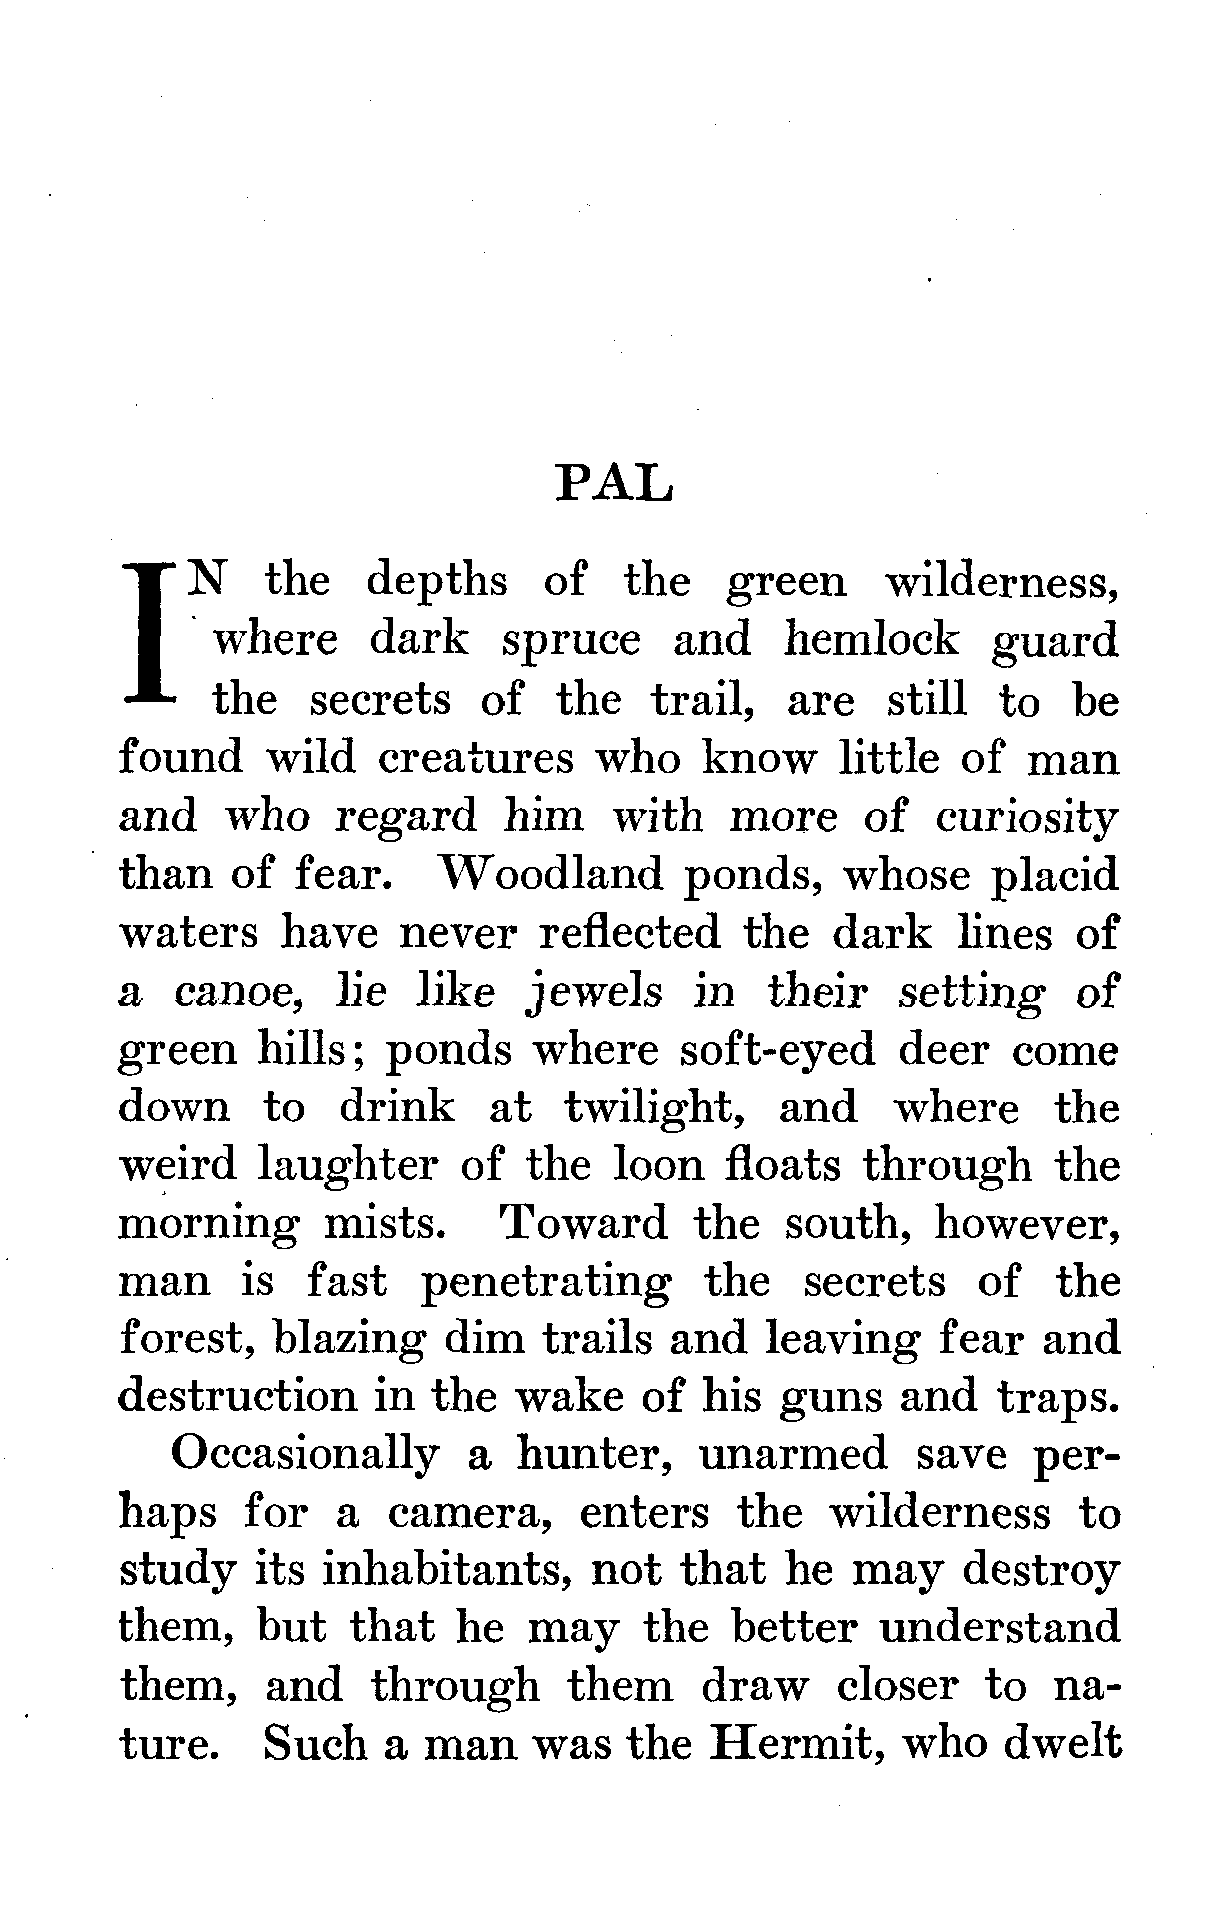 PAL
IN the depths of the green wilderness,
where dark spruce and hemlock guard
the secrets of the trail, are still to be
found wild creatures who know little of man
and who regard him with more of curiosity
than of fear. Woodland ponds, whose placid
waters have never reflected the dark lines of
a canoe, lie like jewels in their setting of
green hills; ponds where soft-eyed deer come
down to drink at twilight, and where the
weird laughter of the loon floats through the
morning mists. Toward the south, however,
man is fast penetrating the secrets of the
forest, blazing dim trails and leaving fear and
destruction in the wake of his guns and traps.
Occasionally a hunter, unarmed save per-
haps for a camera, enters the wilderness to
study its inhabitants, not that he may destroy
them, but that he may the better understand
them, and through them draw closer to na-
ture. Such a man was the Hermit, who dwelt